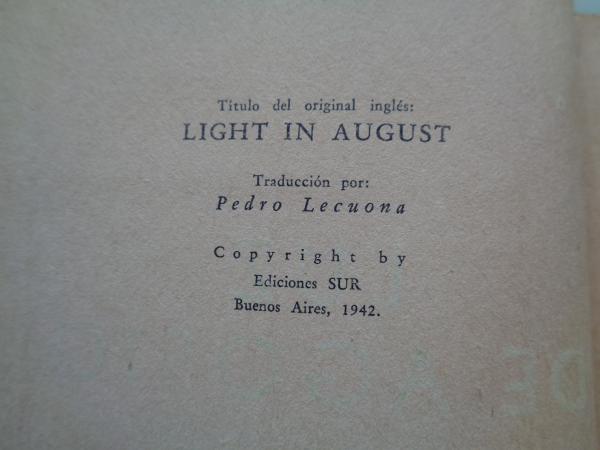 Título del original inglés:
LIGHT IN AUGUST
Traducción por:
Pedro Lecuona
Copyright by
Ediciones SUR
Buenos Aires, 1942.